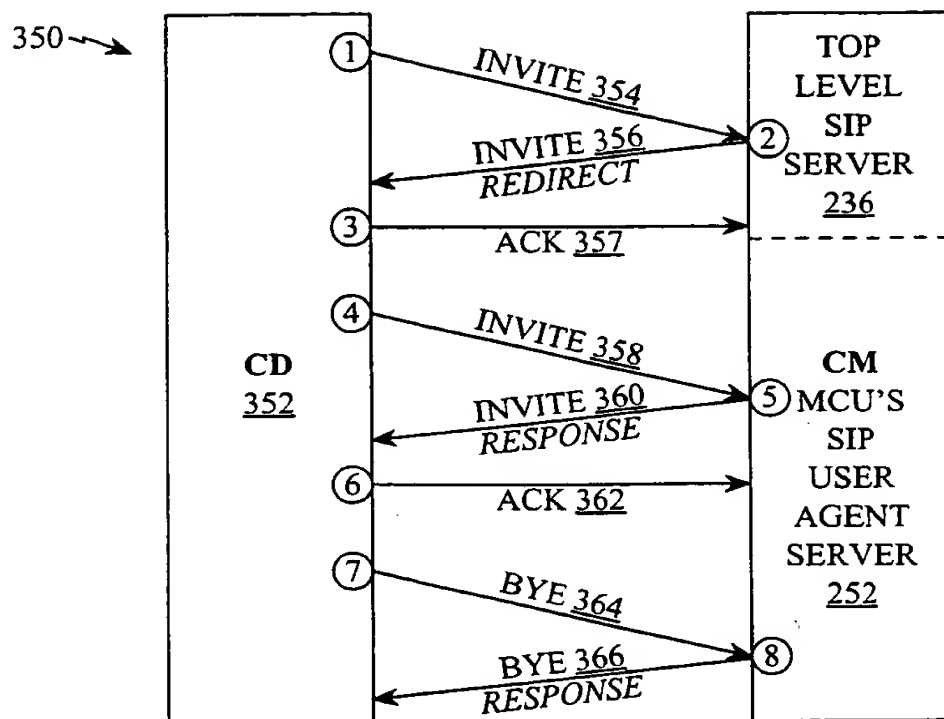 350
1
INVITE 354
TOP
LEVEL
SIP
SERVER
236
2
INVITE 356
REDIRECT
3
ACK 357
4
INVITE 358
CD
352
CM
MCU'S
SIP
USER
AGENT
SERVER
252
5
INVITE 360
RESPONSE
6
ACK 362
7
BYE 364
8
BYE 366
RESPONSE